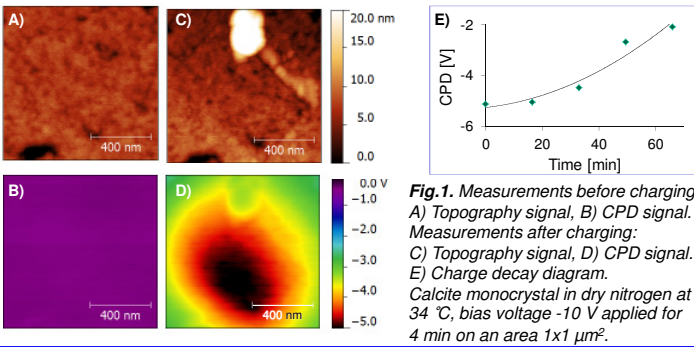 A)
400 nm
C)
400 nm
20.0 nm
15.0
10.0
5.0
0.0
E)
CPD [V]
-2
-4
-6
0
20
40
60
Time [min]
B)
400 nm
D)
400 nm
0.0 V
−1.0
−2.0
−3.0
−4.0
−5.0
Fig.1. Measurements before charging
A) Topography signal, B) CPD signal.
Measurements after charging:
C) Topography signal, D) CPD signal.
E) Charge decay diagram.
Calcite monocrystal in dry nitrogen at
34 ℃, bias voltage -10 V applied for
4 min on an area 1x1 µm².